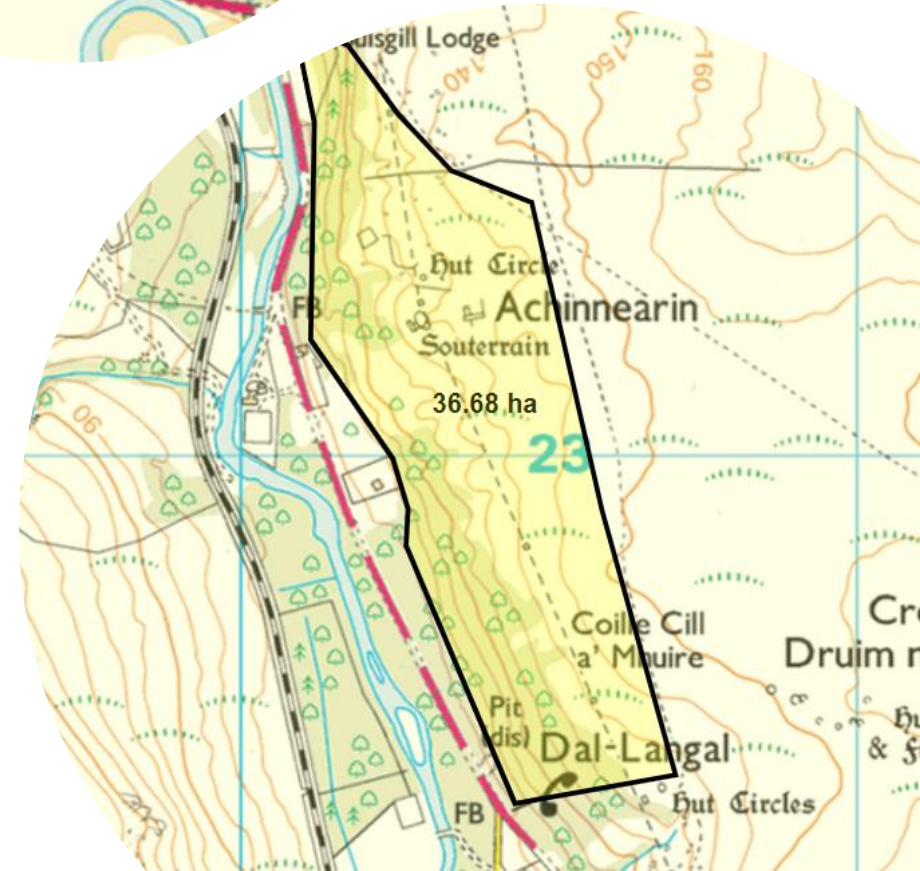 uisgill Lodge
140
150
160
Hut Circle
FB
Achinnearin
Souterrain
36.68 ha
90
23
Coille Cill
a' Mhuire
Cr
Druim n
Pit
(dis)
Dal-Langal
Hu
& F
FB
Hut Circles